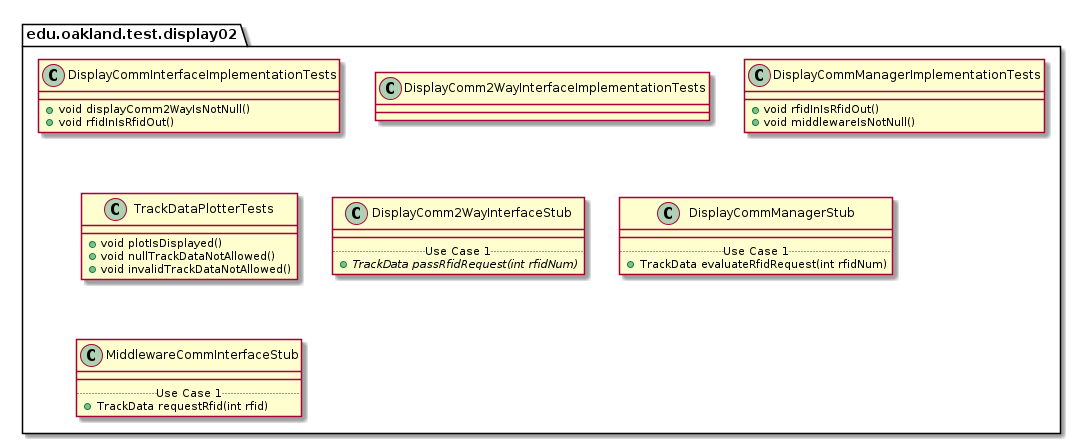 edu.oakland.test.display02
C DisplayCommInterfaceImplementationTests
void displayComm2WayIsNotNull()
void rfidInIsRfidOut()
C DisplayComm2WayInterfaceImplementationTests
C DisplayCommManagerImplementationTests
void rfidInIsRfidOut()
void middlewareIsNotNull()
C TrackDataPlotterTests
void plotIsDisplayed()
void nullTrackDataNotAllowed()
void invalidTrackDataNotAllowed()
C DisplayComm2WayInterfaceStub
Use Case 1
TrackData passRfidRequest(int rfidNum)
C DisplayCommManagerStub
Use Case 1
TrackData evaluateRfidRequest(int rfidNum)
C MiddlewareCommInterfaceStub
Use Case 1
TrackData requestRfid(int rfid)